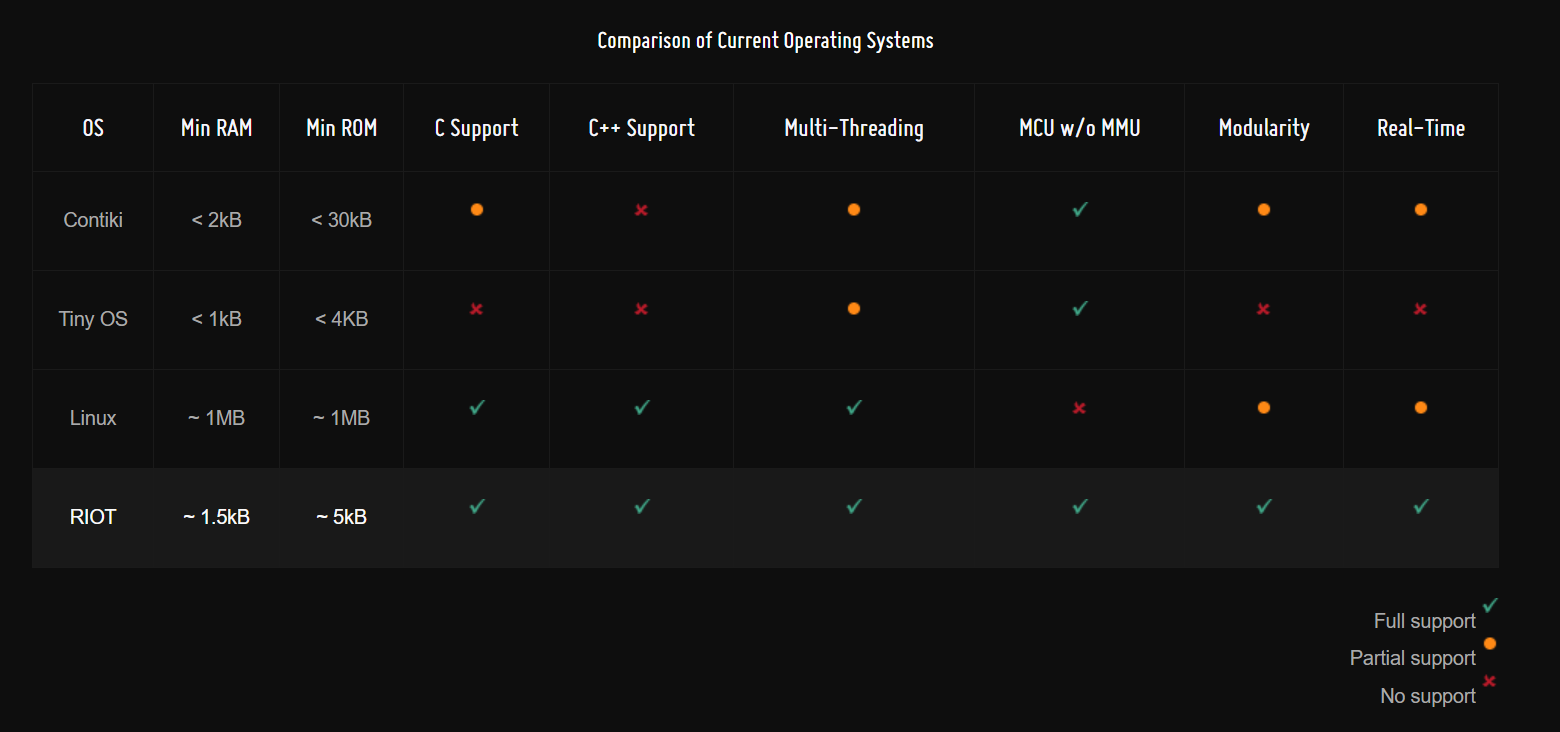 Comparison of Current Operating Systems
OS Min RAM Min ROM C Support C++ Support Multi-Threading MCU w/o MMU Modularity Real-Time
Contiki < 2kB < 30kB ● ✖ ● ✓ ● ●
Tiny OS < 1kB < 4KB ✖ ✖ ● ✓ ✖ ✖
Linux ~ 1MB ~ 1MB ✓ ✓ ✓ ✖ ● ●
RIOT ~ 1.5kB ~ 5kB ✓ ✓ ✓ ✓ ✓ ✓
Full support ✓
Partial support ●
No support ✖